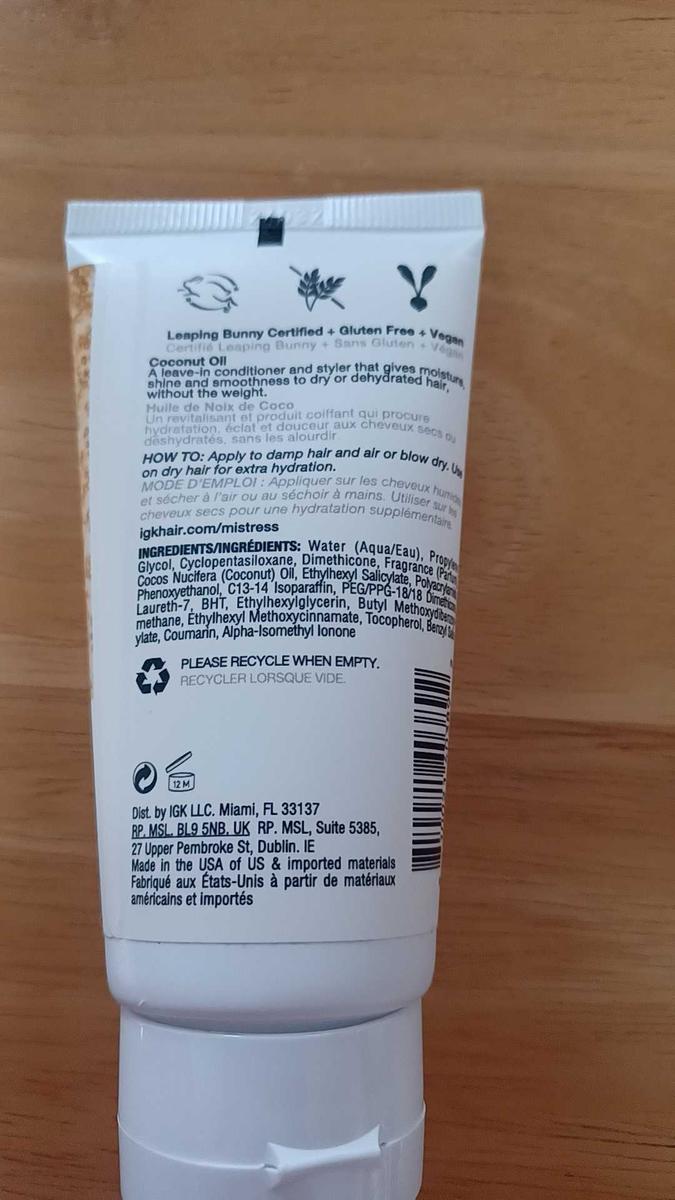 Leaping Bunny Certified + Gluten Free + Vegan
Certifié Leaping Bunny + Sans Gluten + Végan
Coconut Oil
A leave-in conditioner and styler that gives moisture,
shine and smoothness to dry or dehydrated hair,
without the weight.
Huile de Noix de Coco
Un revitalisant et produit coiffant qui procure
hydratation, éclat et douceur aux cheveux secs ou
déshydratés, sans les alourdir
HOW TO: Apply to damp hair and air or blow dry. Use
on dry hair for extra hydration.
MODE D'EMPLOI : Appliquer sur les cheveux
et sécher à l'air ou au séchoir à mains. Utiliser sur les
cheveux secs pour une hydratation supplémentaire.
igkhair.com/mistress
INGREDIENTS/INGRÉDIENTS: Water (Aqua/Eau),
Glycol, Cyclopentasiloxane, Dimethicone, Fragrance
Cocos Nucifera (Coconut) Oil, Ethylhexyl Salicylate,
Phenoxyethanol, C13-14 Isoparaffin, PEG/PPG-18/18
Laureth-7, BHT, Ethylhexylglycerin, Butyl
methane, Ethylhexyl Methoxycinnamate, Tocopherol, Benzyl
ylate, Coumarin, Alpha-Isomethyl Ionone
PLEASE RECYCLE WHEN EMPTY.
RECYCLER LORSQUE VIDE.
12 M
Dist. by IGK LLC. Miami, FL 33137
RP. MSL. BL9 5NB. UK RP. MSL, Suite 5385,
27 Upper Pembroke St, Dublin. IE
Made in the USA of US & imported materials
Fabriqué aux États-Unis à partir de matériaux
américains et importés